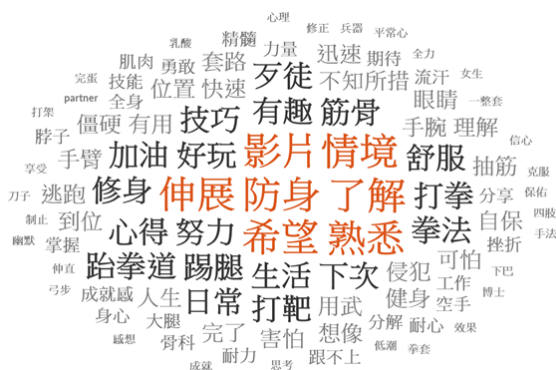 心理
修正 兵器
乳酸 精髓 力量 迅速 平常心
肌肉 勇敢 套路 歹徒 期待 全力
完蛋 技能 位置 快速 不知所措 流汗 女生
partner 全身 技巧 有趣 筋骨 眼睛 一整套
打架 僵硬 有用 手腕 理解
脖子 加油 好玩 影片 情境 舒服 信心
享受 手臂 抽筋 克服
刀子 逃跑 修身 伸展 防身 了解 打拳 分享 保佑
制止 到位 心得 努力 希望 熟悉 拳法 自保 四肢
幽默 掌握 挫折 手法
伸直 跆拳道 踢腿 生活 下次 侵犯 可怕 下巴
弓步 成就感 人生 日常 打靶 用武 健身 工作 博士
身心 大腿 空手
感想 骨科 完了 害怕 想像 分解 耐心 效果
耐力 跟不上 低潮 拳套
成就 思考